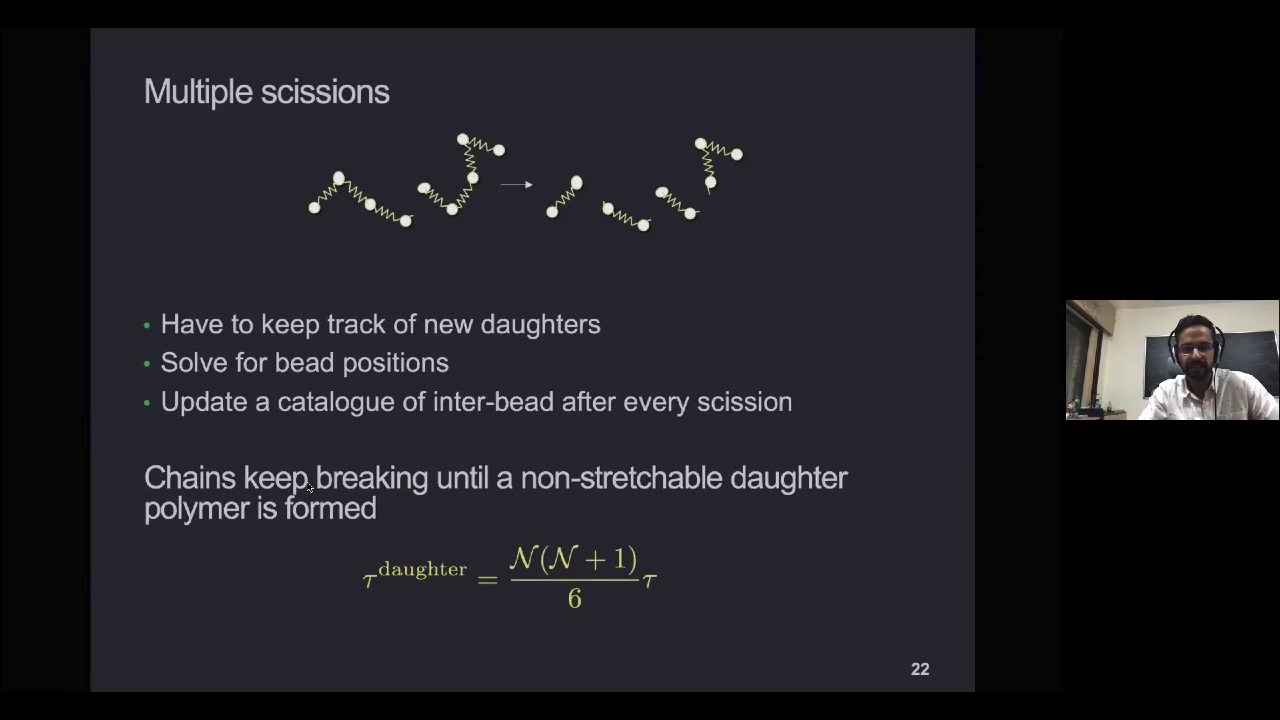 Multiple scissions
• Have to keep track of new daughters
• Solve for bead positions
• Update a catalogue of inter-bead after every scission
Chains keep breaking until a non-stretchable daughter
polymer is formed
τ^daughter = 𝒩(𝒩 + 1)/6 τ
22